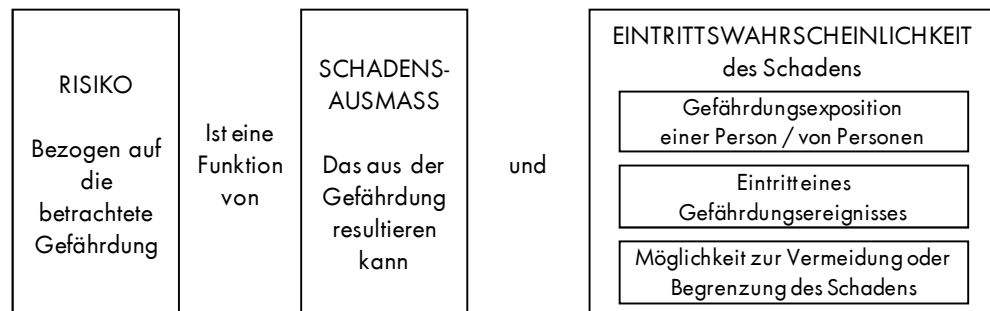 RISIKO
Bezogen auf
die
betrachtete
Gefährdung
Ist eine
Funktion
von
SCHADENS-
AUSMASS
Das aus der
Gefährdung
resultieren
kann
und
EINTRITTSWAHRSCHEINLICHKEIT
des Schadens
Gefährdungsexposition
einer Person / von Personen
Eintritt eines
Gefährdungsereignisses
Möglichkeit zur Vermeidung oder
Begrenzung des Schadens